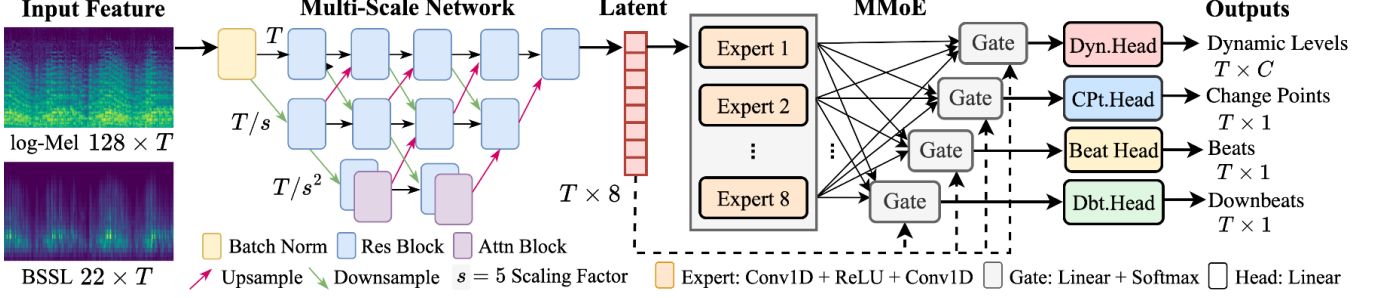 Input Feature
Multi-Scale Network
Latent
MMoE
Outputs
log-Mel 128 × T
BSSL 22 × T
T
T/s
T/s²
T × 8
Expert 1
Expert 2
⋮
Expert 8
⋮
Gate
Gate
Gate
Gate
Dyn.Head
CPt.Head
Beat Head
Dbt.Head
Dynamic Levels
T × C
Change Points
T × 1
Beats
T × 1
Downbeats
T × 1
Batch Norm
Res Block
Attn Block
Upsample
Downsample
s = 5 Scaling Factor
Expert: Conv1D + ReLU + Conv1D
Gate: Linear + Softmax
Head: Linear